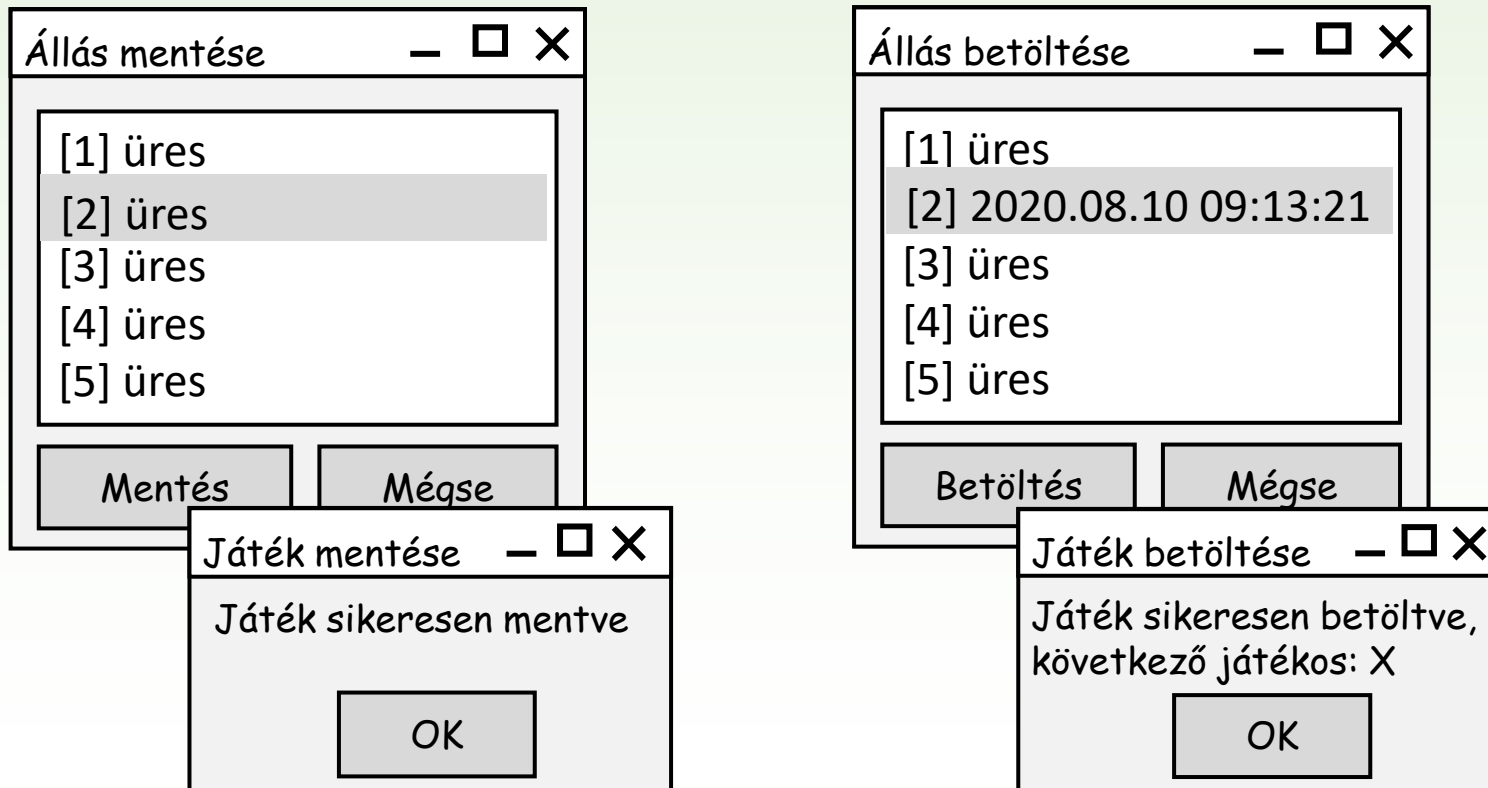 Állás mentése
[1] üres
[2] üres
[3] üres
[4] üres
[5] üres
Mentés
Mégse
Játék mentése
Játék sikeresen mentve
OK
Állás betöltése
[1] üres
[2] 2020.08.10 09:13:21
[3] üres
[4] üres
[5] üres
Betöltés
Mégse
Játék betöltése
Játék sikeresen betöltve,
következő játékos: X
OK